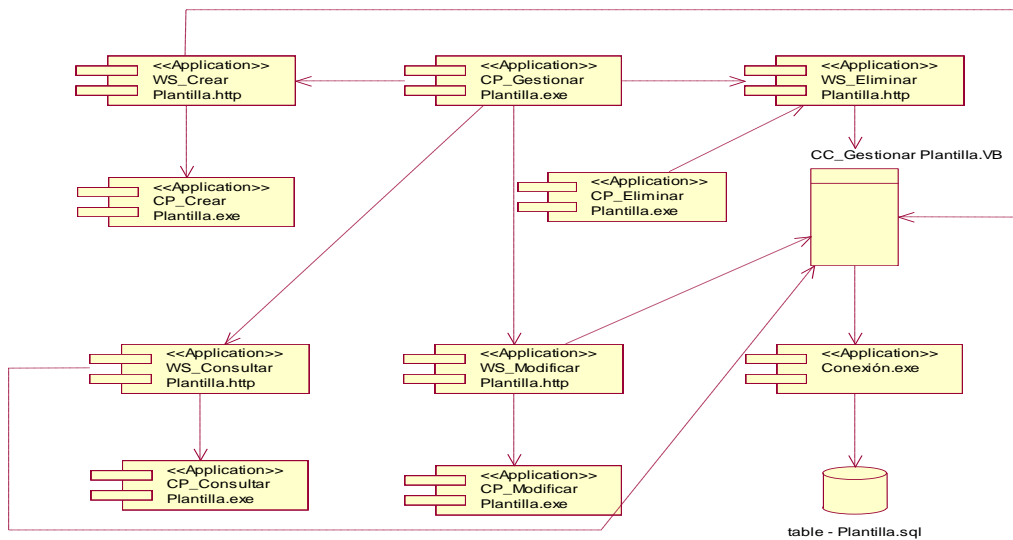 <<Application>>
WS_Crear
Plantilla.http
<<Application>>
CP_Gestionar
Plantilla.exe
<<Application>>
WS_Eliminar
Plantilla.http
CC_Gestionar Plantilla.VB
<<Application>>
CP_Crear
Plantilla.exe
<<Application>>
CP_Eliminar
Plantilla.exe
<<Application>>
WS_Consultar
Plantilla.http
<<Application>>
WS_Modificar
Plantilla.http
<<Application>>
Conexión.exe
<<Application>>
CP_Consultar
Plantilla.exe
<<Application>>
CP_Modificar
Plantilla.exe
table - Plantilla.sql